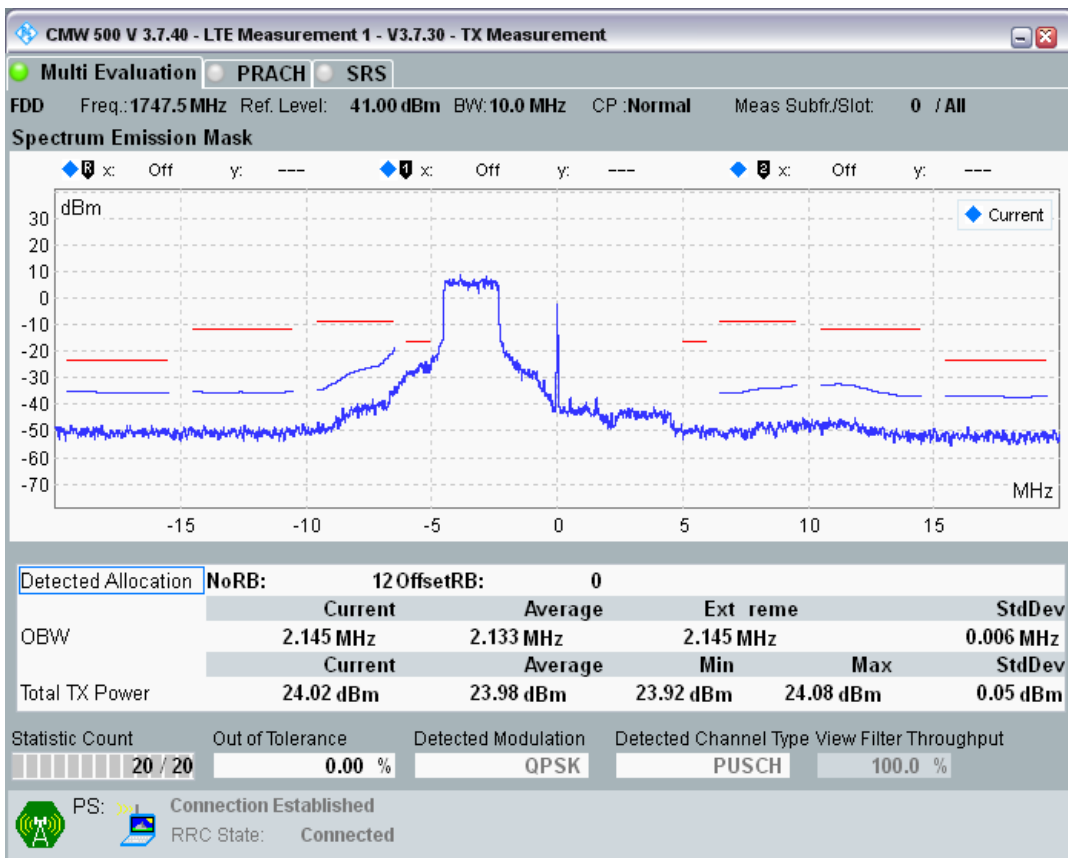 CMW 500 V 3.7.40 - LTE Measurement 1 - V3.7.30 - TX Measurement
Multi Evaluation PRACH SRS
FDD Freq.: 1747.5 MHz Ref. Level: 41.00 dBm BW: 10.0 MHz CP : Normal Meas Subfr./Slot: 0 / All
Spectrum Emission Mask
R x: Off y: --- 1 x: Off y: --- 2 x: Off y: ---
dBm
Current
30
20
10
0
-10
-20
-30
-40
-50
-60
-70
MHz
-15 -10 -5 0 5 10 15
Detected Allocation NoRB: 12 OffsetRB: 0
Current Average Ext reme StdDev
OBW 2.145 MHz 2.133 MHz 2.145 MHz 0.006 MHz
Current Average Min Max StdDev
Total TX Power 24.02 dBm 23.98 dBm 23.92 dBm 24.08 dBm 0.05 dBm
Statistic Count Out of Tolerance Detected Modulation Detected Channel Type View Filter Throughput
20 / 20 0.00 % QPSK PUSCH 100.0 %
PS: Connection Established
RRC State: Connected